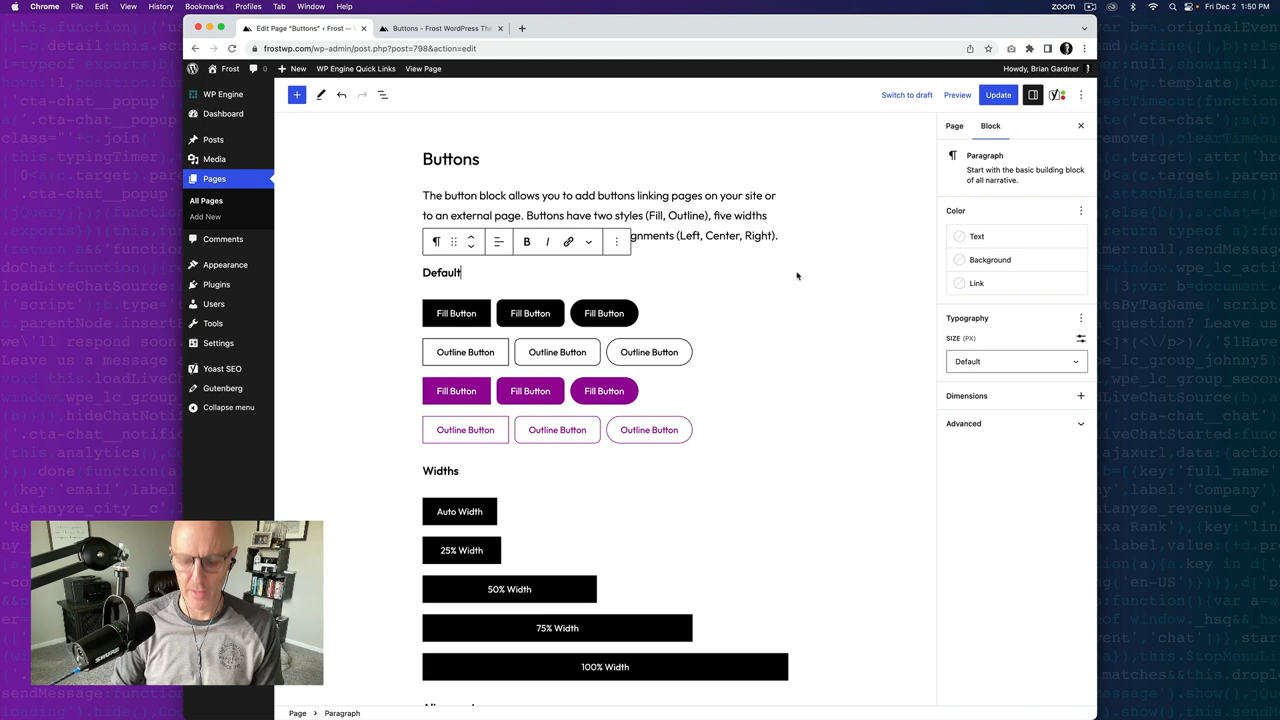 Chrome File Edit View History Bookmarks Profiles Tab Window Help
zoom Fri Dec 2 1:50 PM
Edit Page “Buttons” ‹ Frost —
Buttons - Frost WordPress The
frostwp.com/wp-admin/post.php?post=798&action=edit
Frost 0 New WP Engine Quick Links View Page
Howdy, Brian Gardner
WP Engine
Dashboard
Posts
Media
Pages
All Pages
Add New
Comments
Appearance
Plugins
Users
Tools
Settings
Yoast SEO
Gutenberg
Collapse menu
Switch to draft Preview Update
Buttons
The button block allows you to add buttons linking pages on your site or
to an external page. Buttons have two styles (Fill, Outline), five widths
gnments (Left, Center, Right).
B I
Default
Fill Button Fill Button Fill Button
Outline Button Outline Button Outline Button
Fill Button Fill Button Fill Button
Outline Button Outline Button Outline Button
Widths
Auto Width
25% Width
50% Width
75% Width
100% Width
Page Block
Paragraph
Start with the basic building block
of all narrative.
Color
Text
Background
Link
Typography
SIZE (PX)
Default
Dimensions
Advanced
Page Paragraph
SHURE